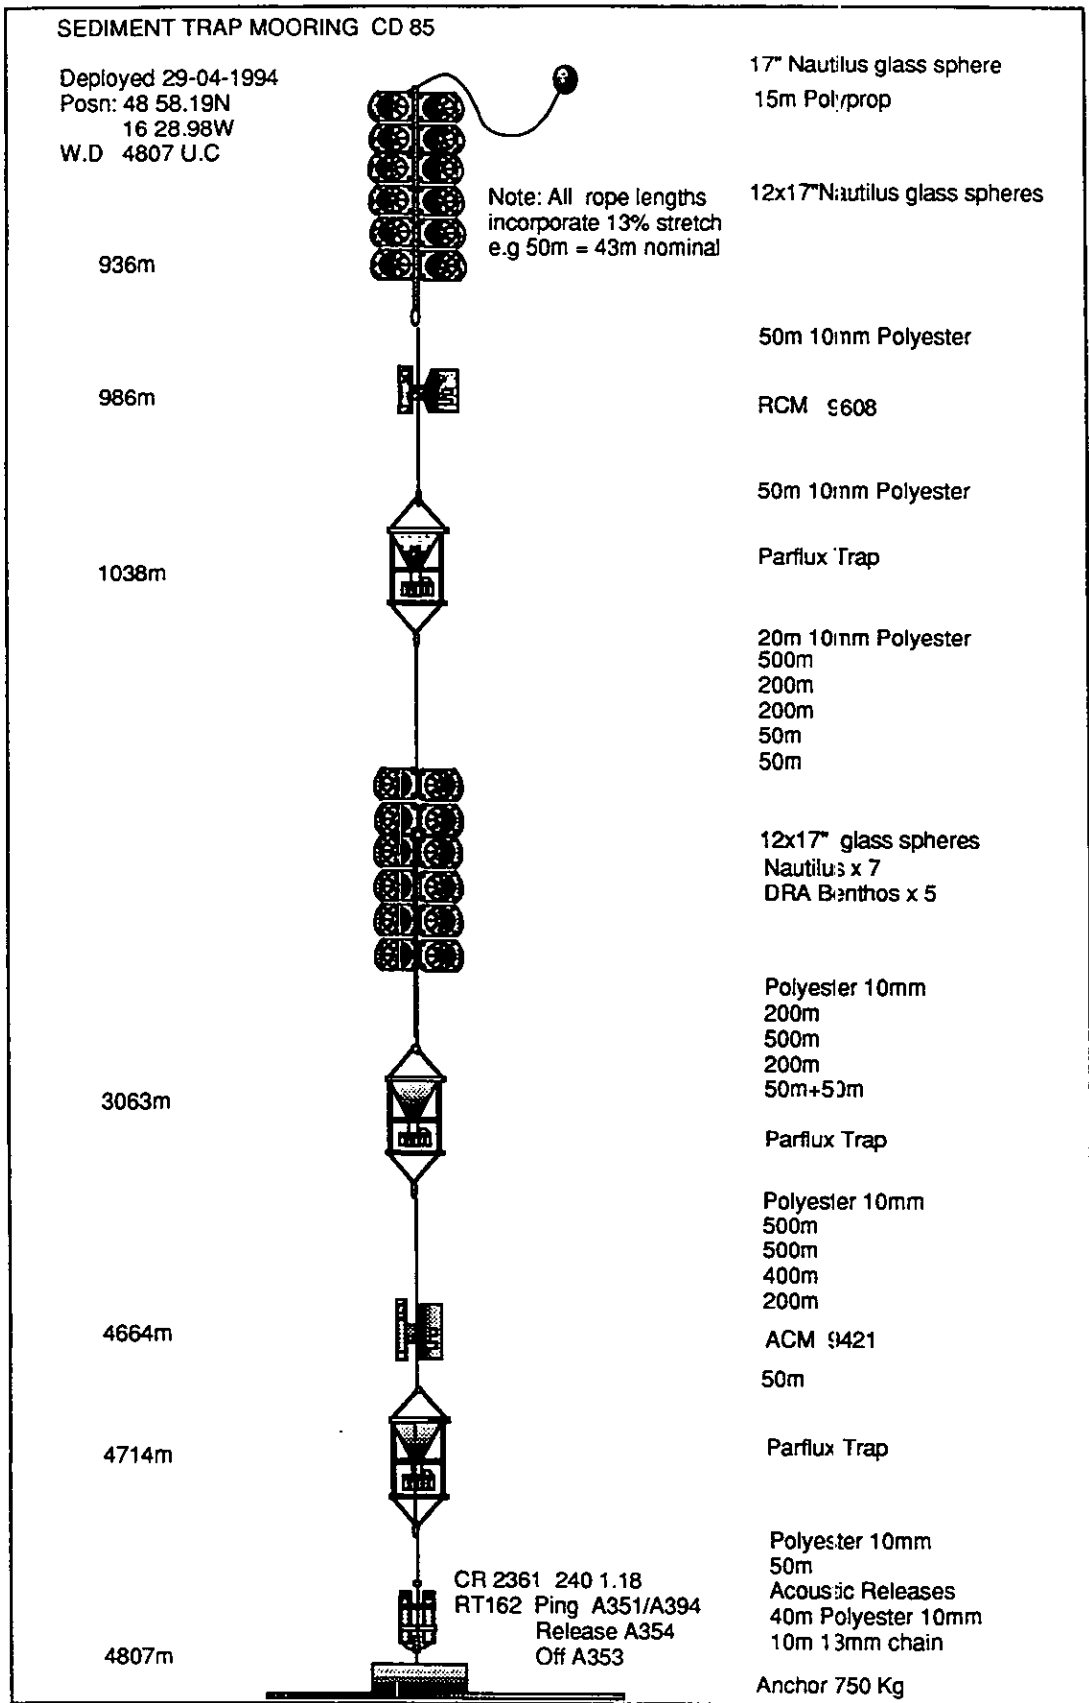 SEDIMENT TRAP MOORING CD 85
Deployed 29-04-1994
Posn: 48 58.19N
16 28.98W
W.D 4807 U.C
17" Nautilus glass sphere
15m Polyprop
12x17"Nautilus glass spheres
Note: All rope lengths
incorporate 13% stretch
e.g 50m = 43m nominal
936m
50m 10mm Polyester
986m
RCM 9608
50m 10mm Polyester
1038m
Parflux Trap
20m 10mm Polyester
500m
200m
200m
50m
50m
12x17" glass spheres
Nautilus x 7
DRA Benthos x 5
Polyester 10mm
200m
500m
200m
50m+50m
3063m
Parflux Trap
Polyester 10mm
500m
500m
400m
200m
4664m
ACM 9421
50m
4714m
Parflux Trap
Polyester 10mm
50m
Acoustic Releases
40m Polyester 10mm
10m 13mm chain
CR 2361 240 1.18
RT162 Ping A351/A394
Release A354
Off A353
4807m
Anchor 750 Kg